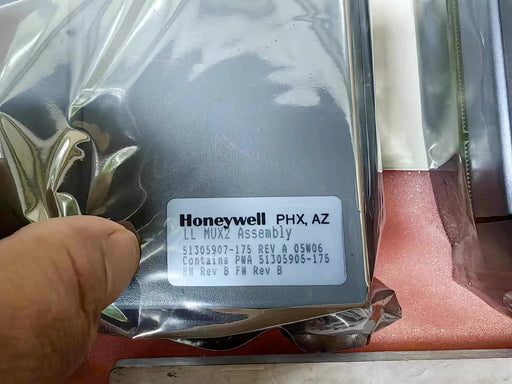 Honeywell PHX, AZ
LL MUX2 Assembly
51305907-175 REV A 05W06
Contains PWA 51305905-175
HW Rev B FW Rev B